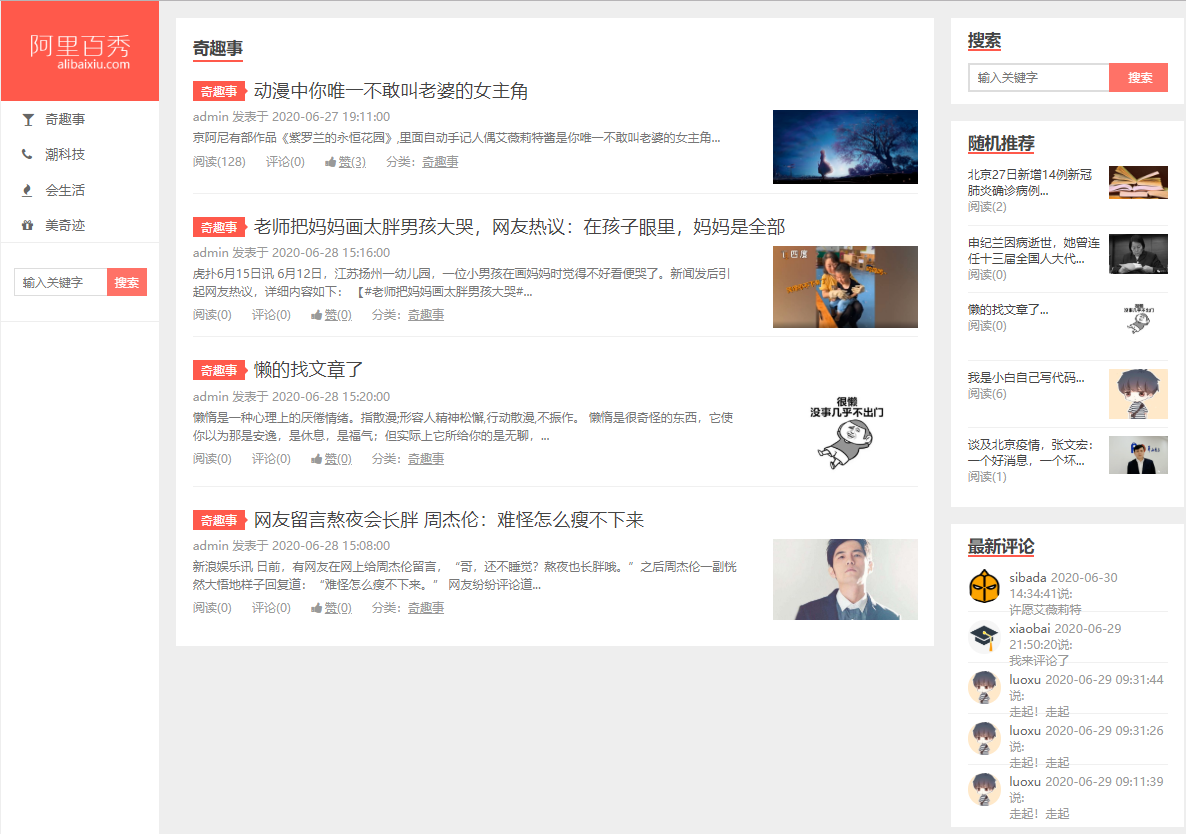 阿里百秀
alibaixiu.com
奇趣事
潮科技
会生活
美奇迹
输入关键字 搜索
奇趣事
奇趣事 动漫中你唯一不敢叫老婆的女主角
admin 发表于 2020-06-27 19:11:00
京阿尼有部作品《紫罗兰的永恒花园》,里面自动手记人偶艾薇莉特酱是你唯一不敢叫老婆的女主角...
阅读(128) 评论(0) 赞(3) 分类：奇趣事
奇趣事 老师把妈妈画太胖男孩大哭，网友热议：在孩子眼里，妈妈是全部
admin 发表于 2020-06-28 15:16:00
虎扑6月15日讯 6月12日，江苏扬州一幼儿园，一位小男孩在画妈妈时觉得不好看便哭了。新闻发后引
起网友热议，详细内容如下： 【#老师把妈妈画太胖男孩大哭#...
阅读(0) 评论(0) 赞(0) 分类：奇趣事
奇趣事 懒的找文章了
admin 发表于 2020-06-28 15:20:00
懒惰是一种心理上的厌倦情绪。指散漫;形容人精神松懈,行动散漫,不振作。 懒惰是很奇怪的东西，它使
你以为那是安逸，是休息，是福气；但实际上它所给你的是无聊，...
阅读(0) 评论(0) 赞(0) 分类：奇趣事
很懒
没事几乎不出门
奇趣事 网友留言熬夜会长胖 周杰伦：难怪怎么瘦不下来
admin 发表于 2020-06-28 15:08:00
新浪娱乐讯 日前，有网友在网上给周杰伦留言，“哥，还不睡觉？熬夜也长胖哦。”之后周杰伦一副恍
然大悟地样子回复道：“难怪怎么瘦不下来。” 网友纷纷评论道...
阅读(0) 评论(0) 赞(0) 分类：奇趣事
搜索
输入关键字 搜索
随机推荐
北京27日新增14例新冠
肺炎确诊病例...
阅读(2)
申纪兰因病逝世，她曾连
任十三届全国人大代...
阅读(0)
懒的找文章了...
阅读(0)
很懒
没事几乎不出门
我是小白自己写代码...
阅读(6)
谈及北京疫情，张文宏：
一个好消息，一个坏...
阅读(1)
最新评论
sibada 2020-06-30
14:34:41说:
许愿艾薇莉特
xiaobai 2020-06-29
21:50:20说:
我来评论了
luoxu 2020-06-29 09:31:44
说:
走起！走起
luoxu 2020-06-29 09:31:26
说:
走起！走起
luoxu 2020-06-29 09:11:39
说:
走起！走起